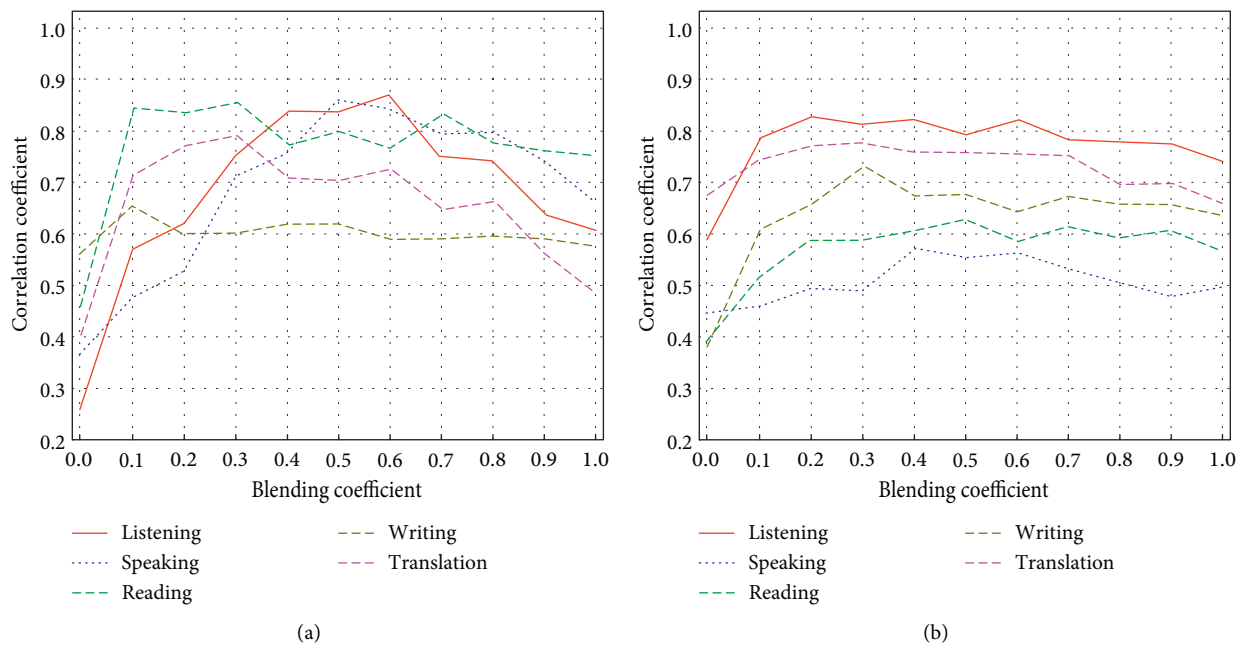 1.0
0.9
0.8
0.7
0.6
0.5
0.4
0.3
0.2
Correlation coefficient
0.0 0.1 0.2 0.3 0.4 0.5 0.6 0.7 0.8 0.9 1.0
Blending coefficient
Listening
Speaking
Reading
Writing
Translation
(a)
1.0
0.9
0.8
0.7
0.6
0.5
0.4
0.3
0.2
Correlation coefficient
0.0 0.1 0.2 0.3 0.4 0.5 0.6 0.7 0.8 0.9 1.0
Blending coefficient
Listening
Speaking
Reading
Writing
Translation
(b)